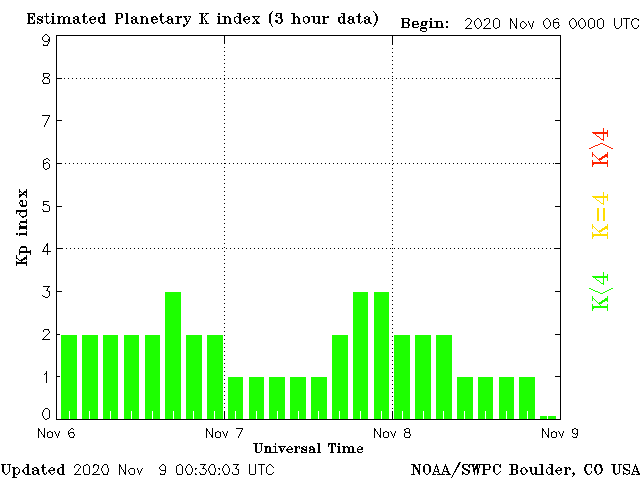 Estimated Planetary K index (3 hour data) Begin: 2020 Nov 06 0000 UTC
9
8
7
6
5
4
3
2
1
0
Kp index
K>4
K=4
K<4
Nov 6 Nov 7 Nov 8 Nov 9
Universal Time
Updated 2020 Nov 9 00:30:03 UTC NOAA/SWPC Boulder, CO USA